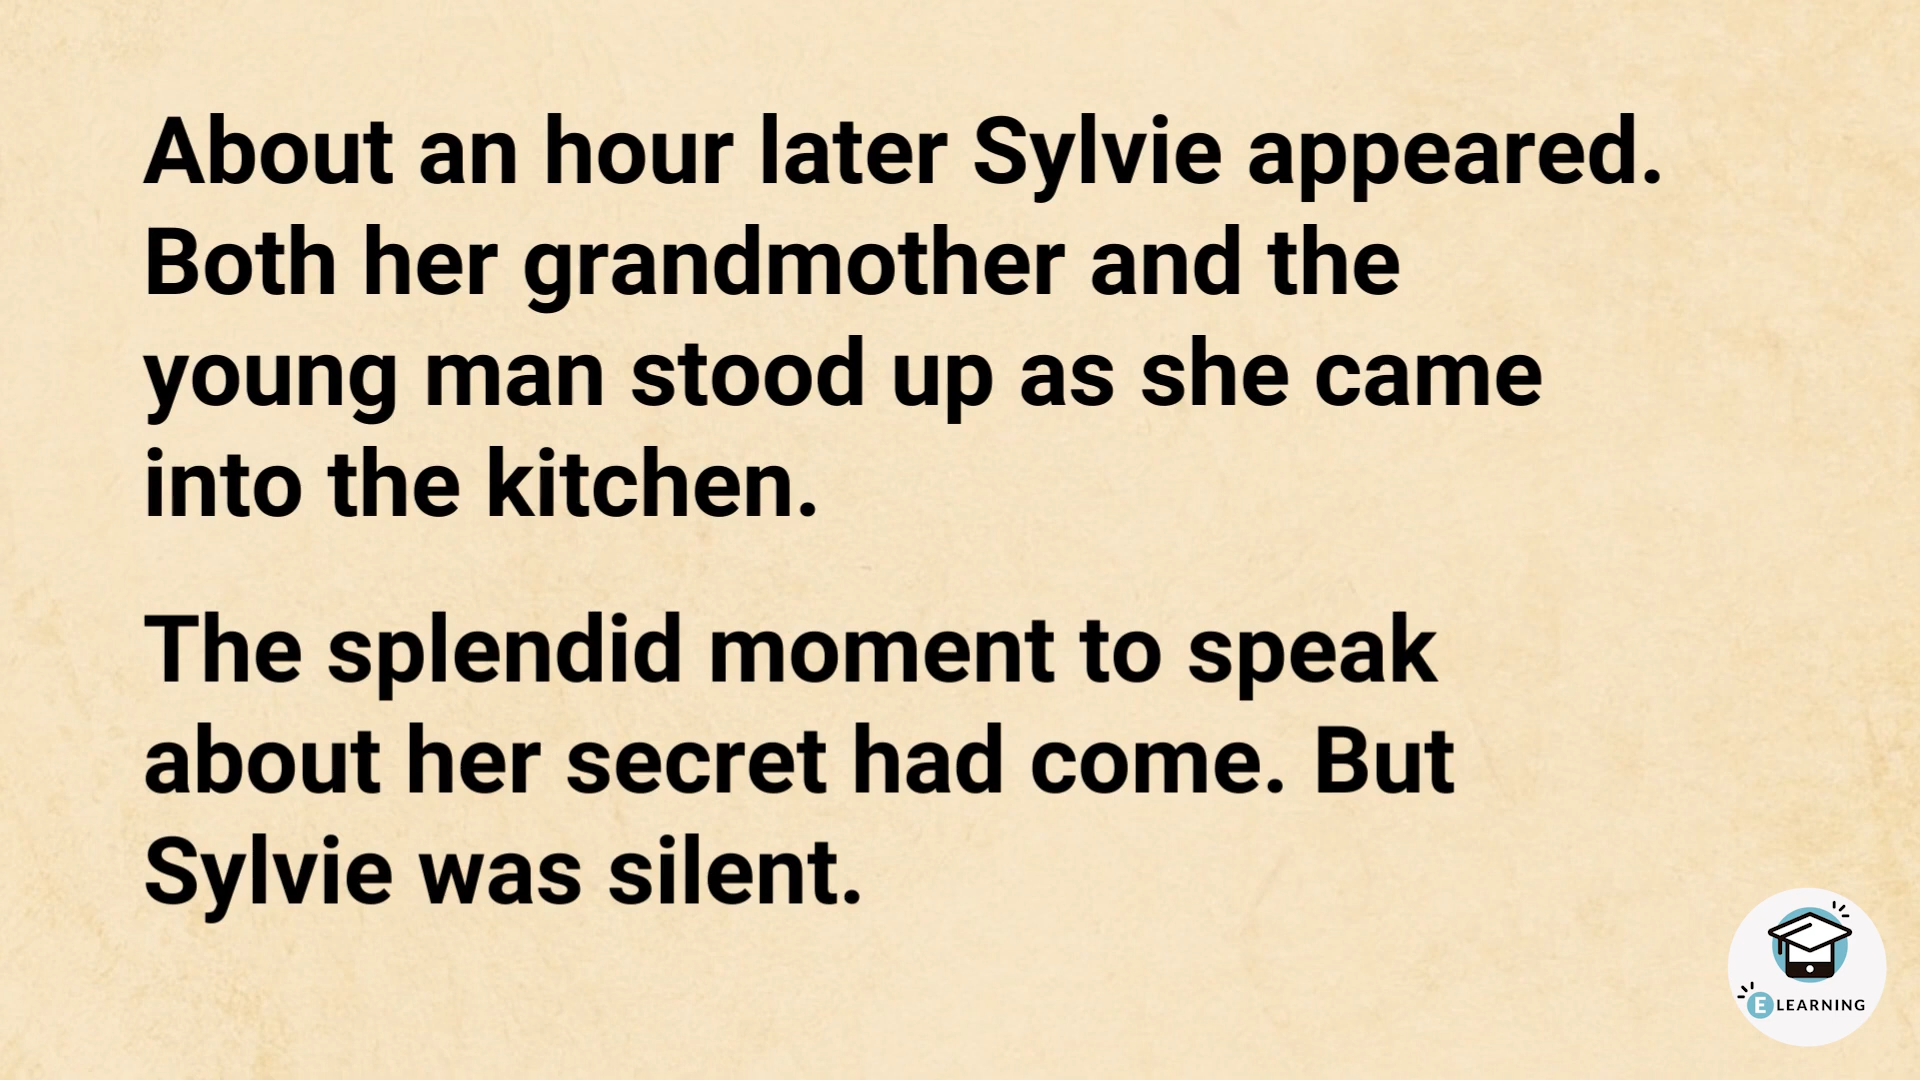 About an hour later Sylvie appeared.
Both her grandmother and the
young man stood up as she came
into the kitchen.
The splendid moment to speak
about her secret had come. But
Sylvie was silent.
E LEARNING